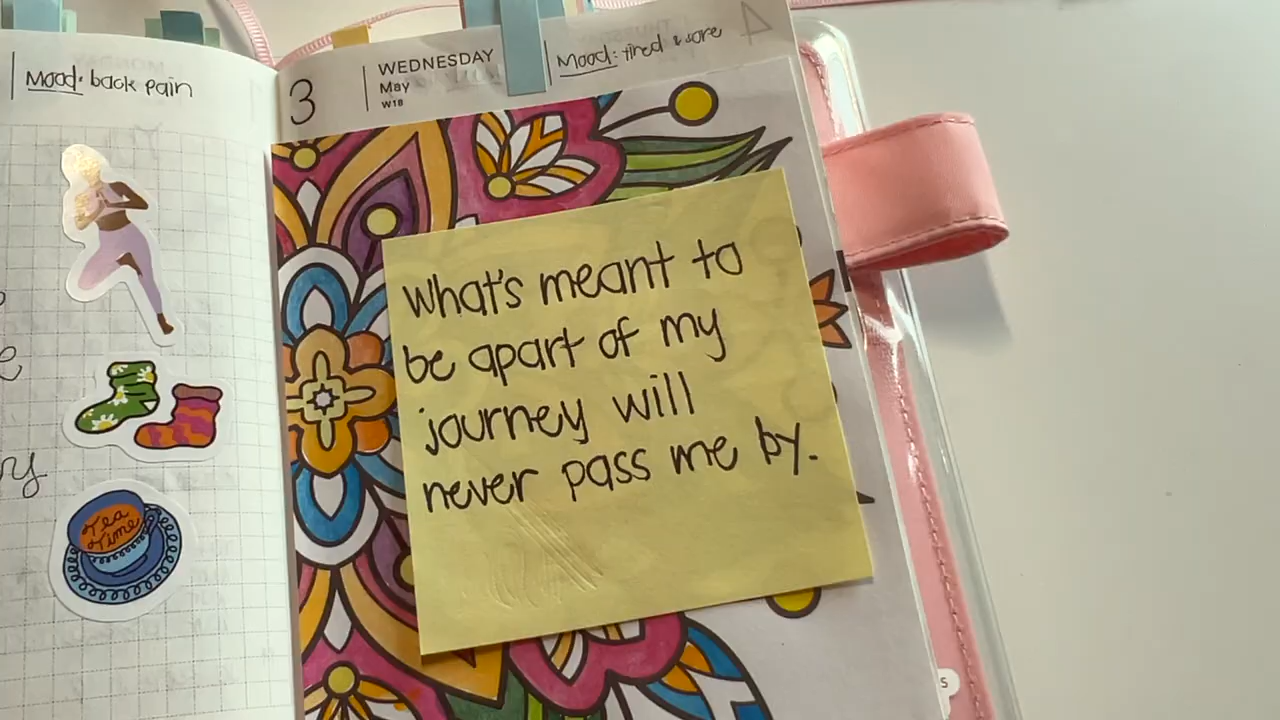 Mood: back pain
Tea
Time
3
WEDNESDAY
May
W18
Mood: tired & sore
What's meant to
be apart of my
journey will
never pass me by.
5